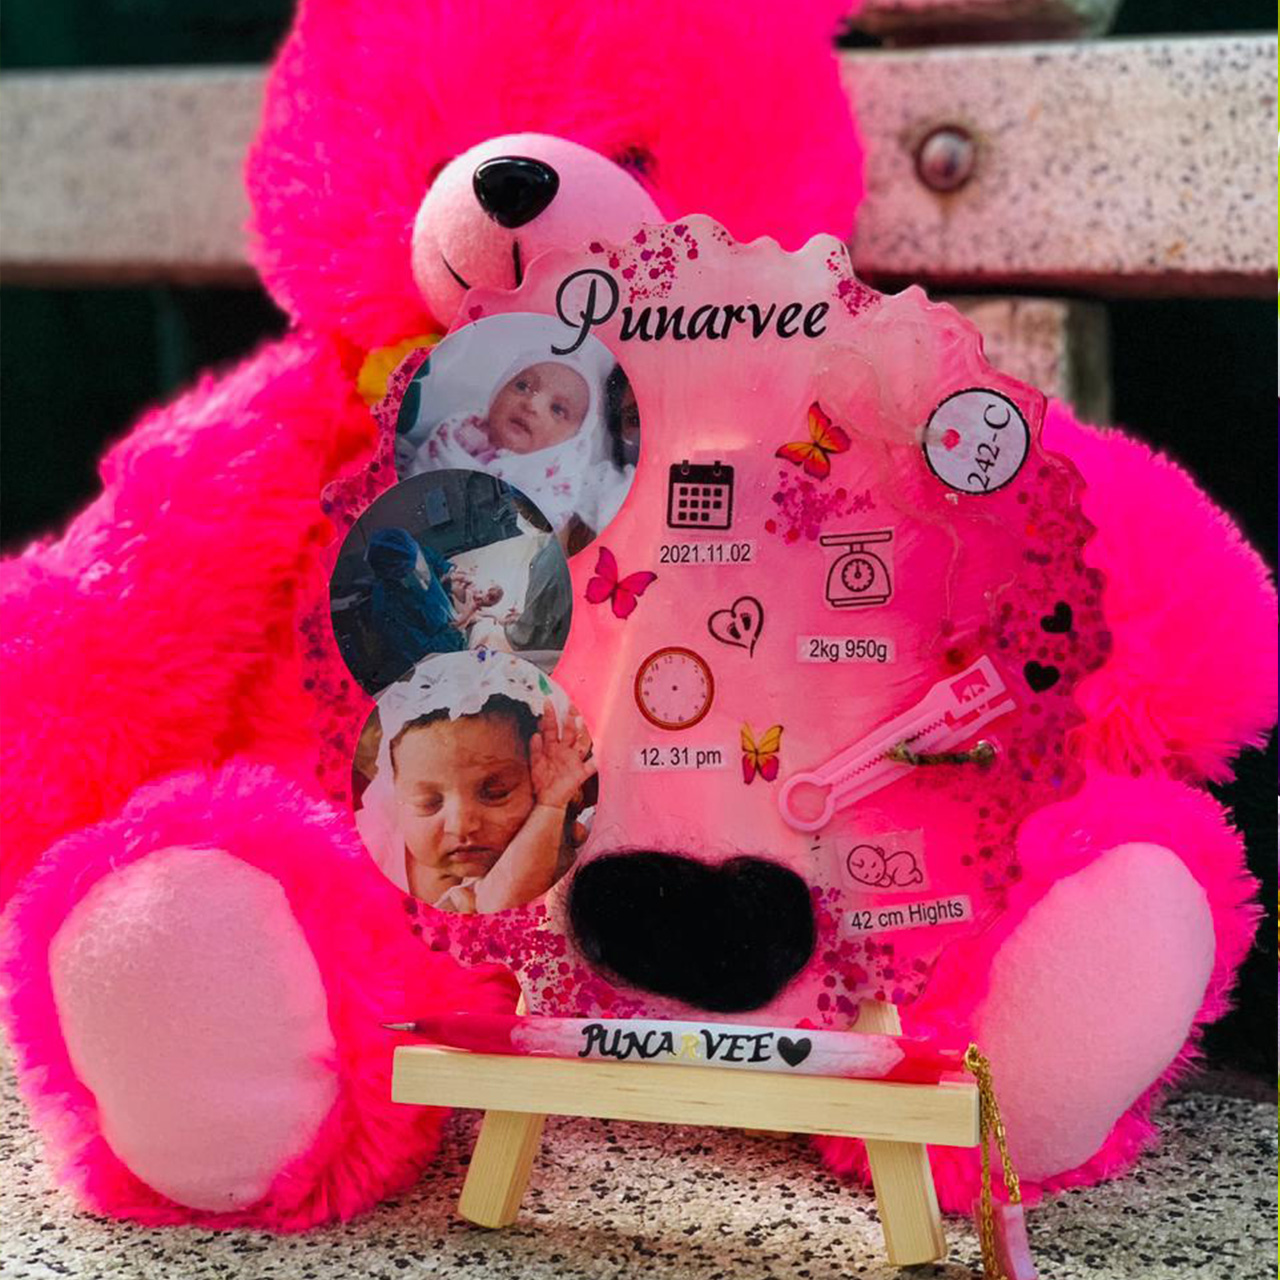 Punarvee
242-C
2021.11.02
2kg 950g
12. 31 pm
42 cm Hights
PUNARVEE